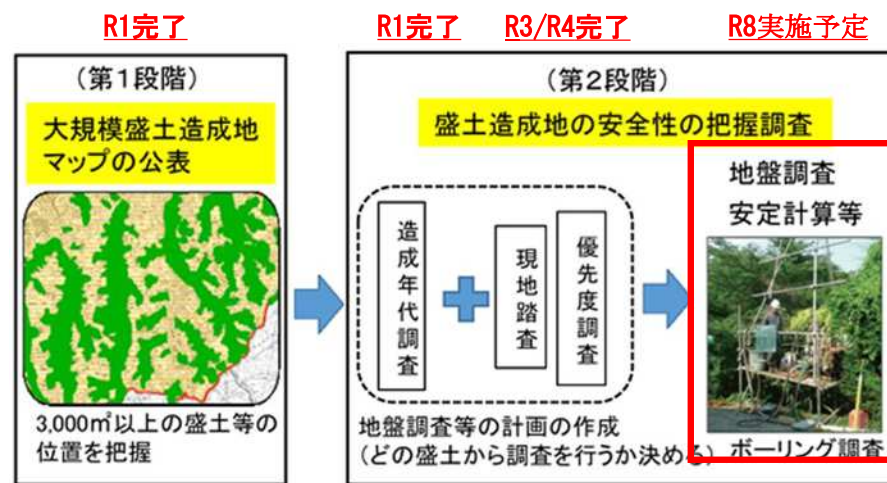 R1完了
R1完了
R3/R4完了
R8実施予定
（第１段階）
大規模盛土造成地
マップの公表
3,000㎡以上の盛土等の
位置を把握
（第２段階）
盛土造成地の安全性の把握調査
造成年代調査
現地踏査
優先度調査
地盤調査等の計画の作成
（どの盛土から調査を行うか決める）
地盤調査
安定計算等
ボーリング調査